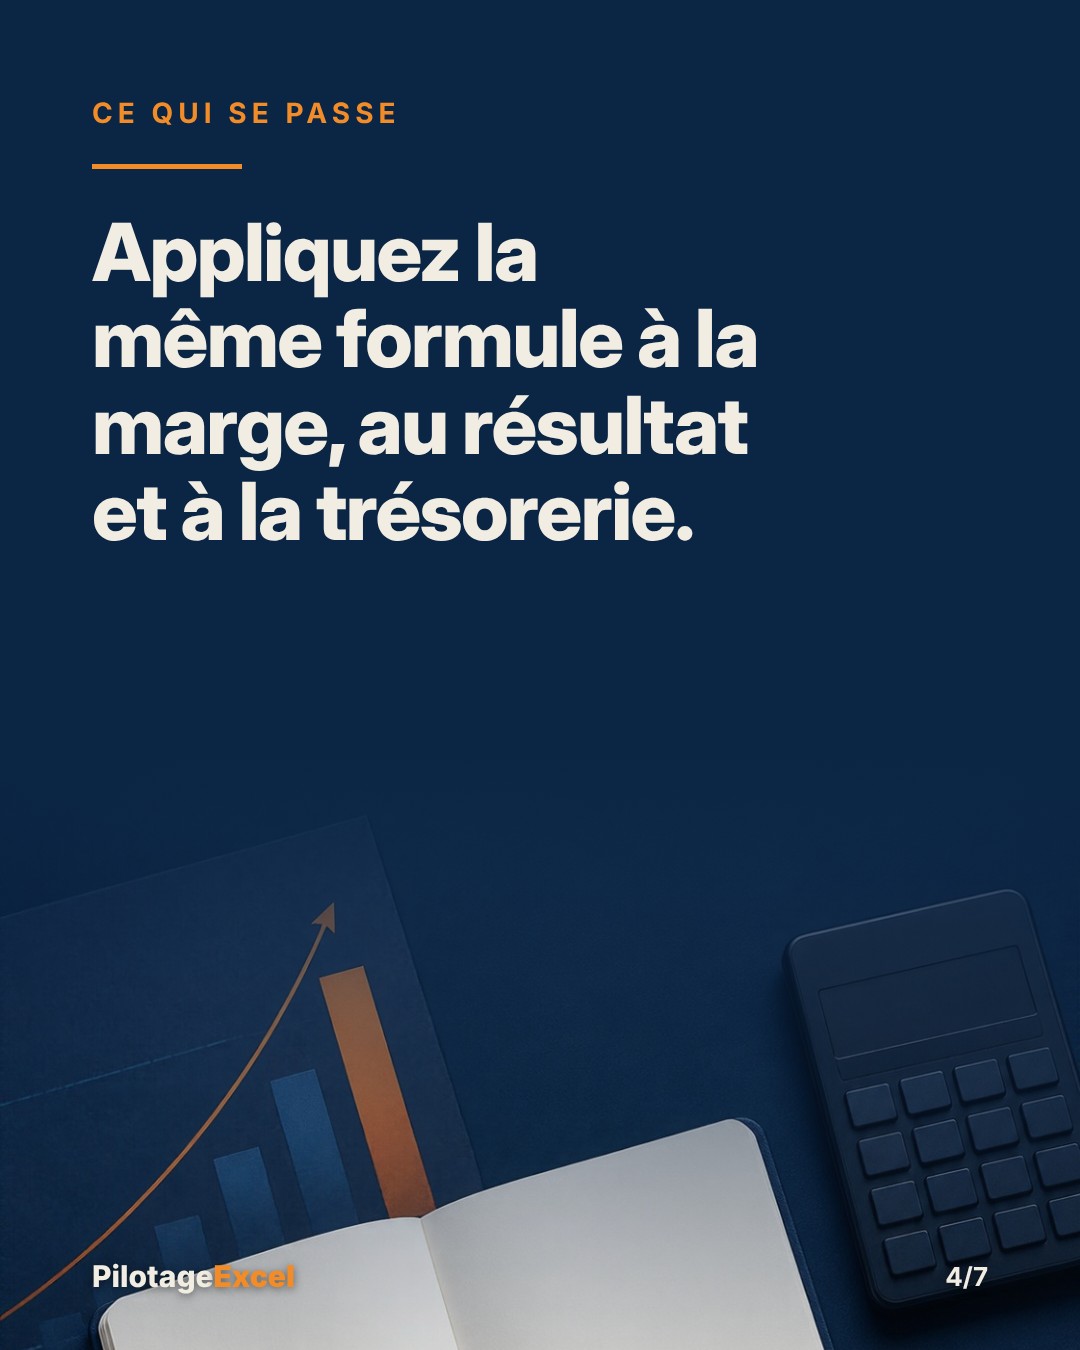 CE QUI SE PASSE
Appliquez la
même formule à la
marge, au résultat
et à la trésorerie.
PilotageExcel
4/7